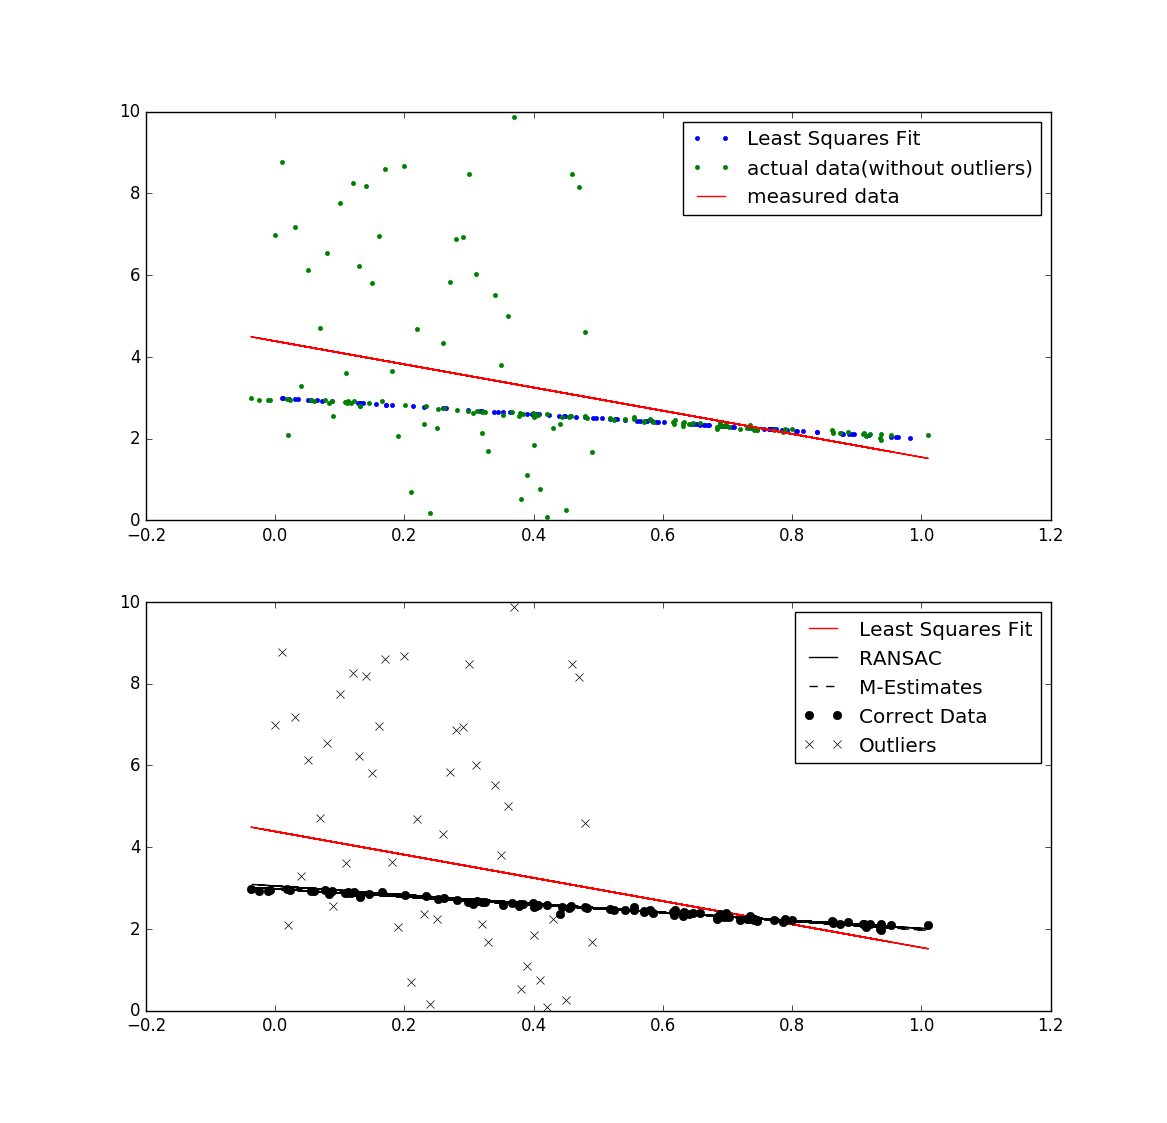 10
8
6
4
2
0
−0.2 0.0 0.2 0.4 0.6 0.8 1.0 1.2
Least Squares Fit
actual data(without outliers)
measured data
10
8
6
4
2
0
−0.2 0.0 0.2 0.4 0.6 0.8 1.0 1.2
Least Squares Fit
RANSAC
M-Estimates
Correct Data
Outliers